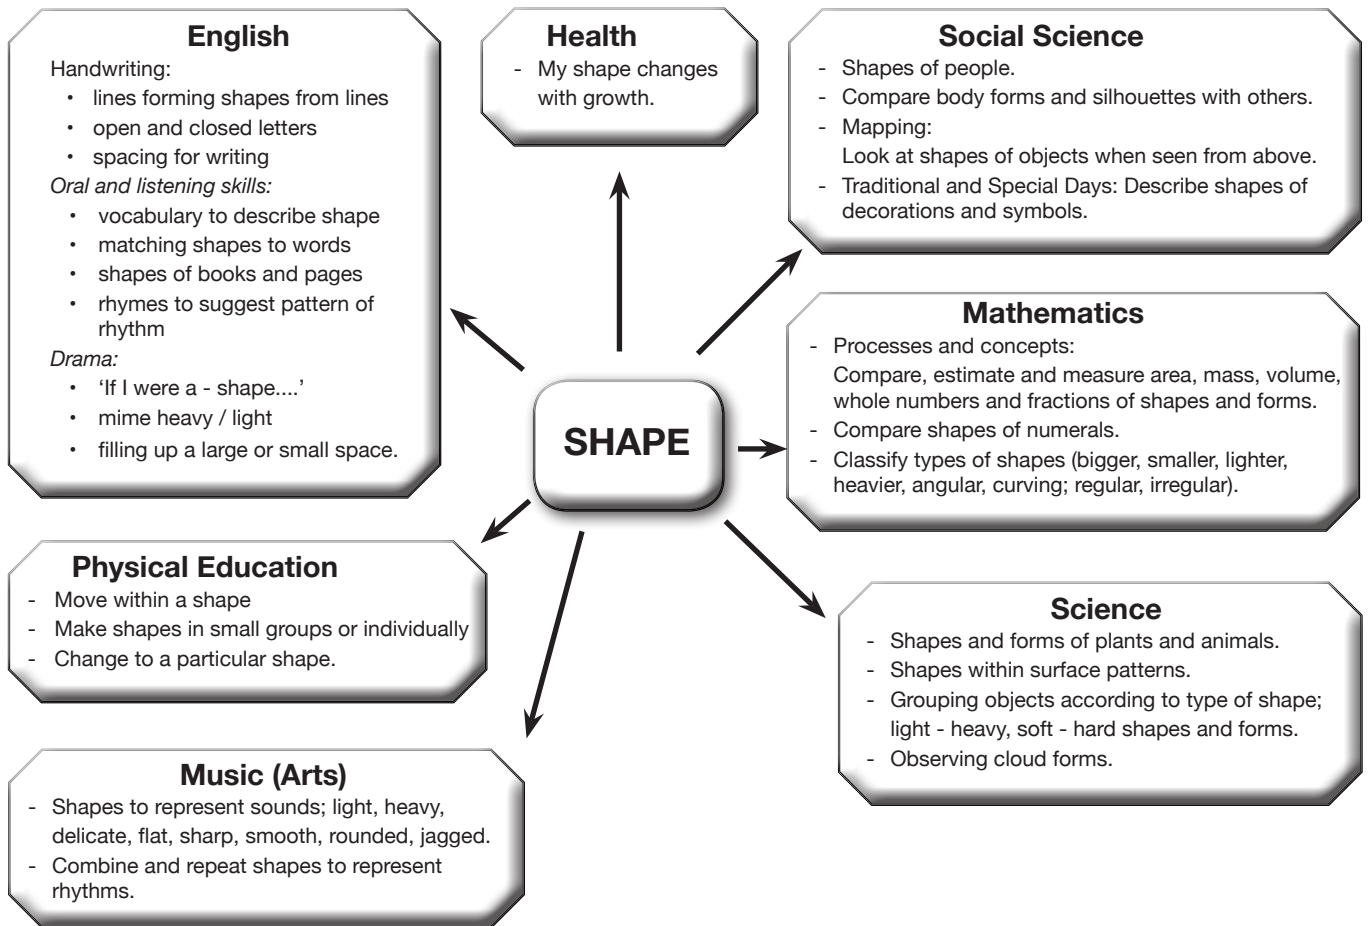 English
Handwriting:
• lines forming shapes from lines
• open and closed letters
• spacing for writing
Oral and listening skills:
• vocabulary to describe shape
• matching shapes to words
• shapes of books and pages
• rhymes to suggest pattern of
rhythm
Drama:
• ‘If I were a - shape....’
• mime heavy / light
• filling up a large or small space.
Health
- My shape changes
with growth.
Social Science
- Shapes of people.
- Compare body forms and silhouettes with others.
- Mapping:
Look at shapes of objects when seen from above.
- Traditional and Special Days: Describe shapes of
decorations and symbols.
SHAPE
Mathematics
- Processes and concepts:
Compare, estimate and measure area, mass, volume,
whole numbers and fractions of shapes and forms.
- Compare shapes of numerals.
- Classify types of shapes (bigger, smaller, lighter,
heavier, angular, curving; regular, irregular).
Physical Education
- Move within a shape
- Make shapes in small groups or individually
- Change to a particular shape.
Science
- Shapes and forms of plants and animals.
- Shapes within surface patterns.
- Grouping objects according to type of shape;
light - heavy, soft - hard shapes and forms.
- Observing cloud forms.
Music (Arts)
- Shapes to represent sounds; light, heavy,
delicate, flat, sharp, smooth, rounded, jagged.
- Combine and repeat shapes to represent
rhythms.